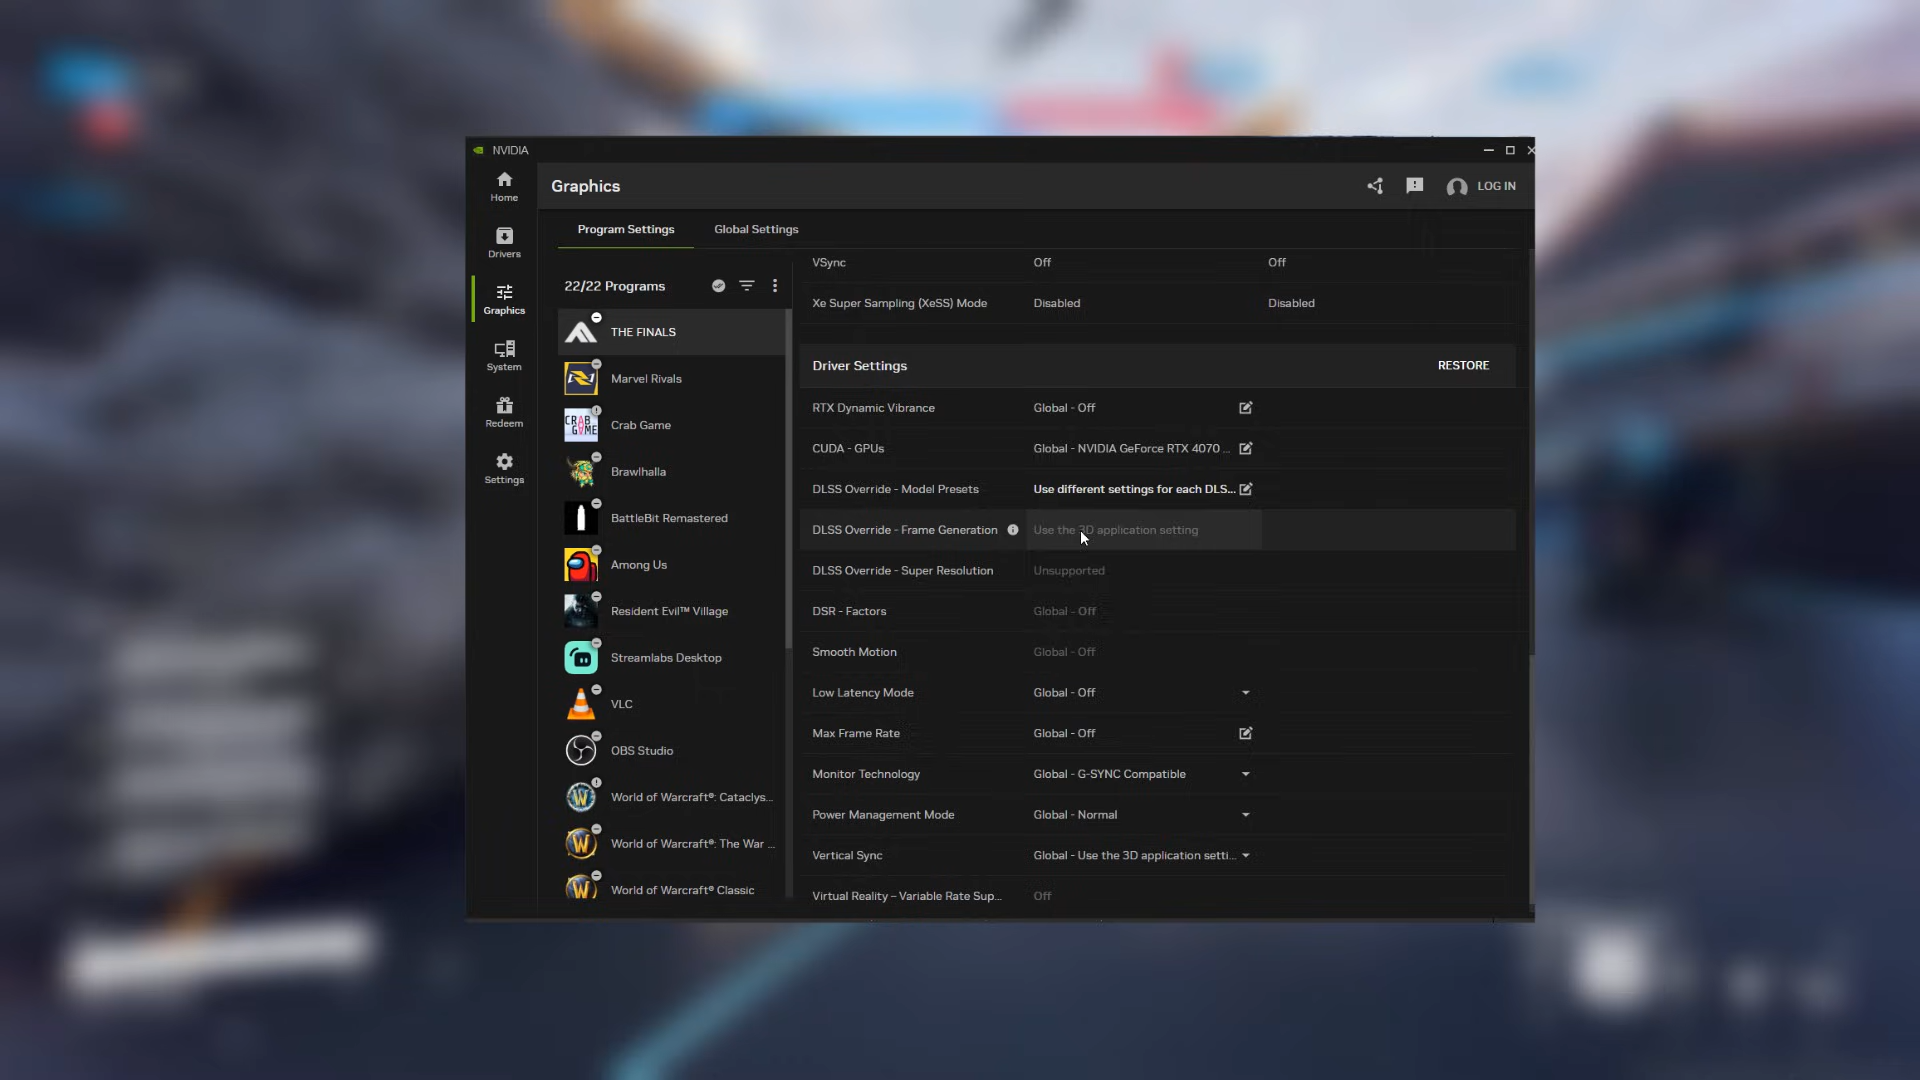 NVIDIA
Home
Drivers
Graphics
System
Redeem
Settings
Graphics
LOG IN
Program Settings
Global Settings
22/22 Programs
THE FINALS
Marvel Rivals
Crab Game
CRAB
GAME
Brawlhalla
BattleBit Remastered
Among Us
Resident Evil™ Village
Streamlabs Desktop
VLC
OBS Studio
World of Warcraft®: Cataclys...
World of Warcraft®: The War ...
World of Warcraft® Classic
VSync Off Off
Xe Super Sampling (XeSS) Mode Disabled Disabled
Driver Settings RESTORE
RTX Dynamic Vibrance Global - Off
CUDA - GPUs Global - NVIDIA GeForce RTX 4070 ...
DLSS Override - Model Presets Use different settings for each DLS...
DLSS Override - Frame Generation Use the 3D application setting
DLSS Override - Super Resolution Unsupported
DSR - Factors Global - Off
Smooth Motion Global - Off
Low Latency Mode Global - Off
Max Frame Rate Global - Off
Monitor Technology Global - G-SYNC Compatible
Power Management Mode Global - Normal
Vertical Sync Global - Use the 3D application setti...
Virtual Reality – Variable Rate Sup... Off